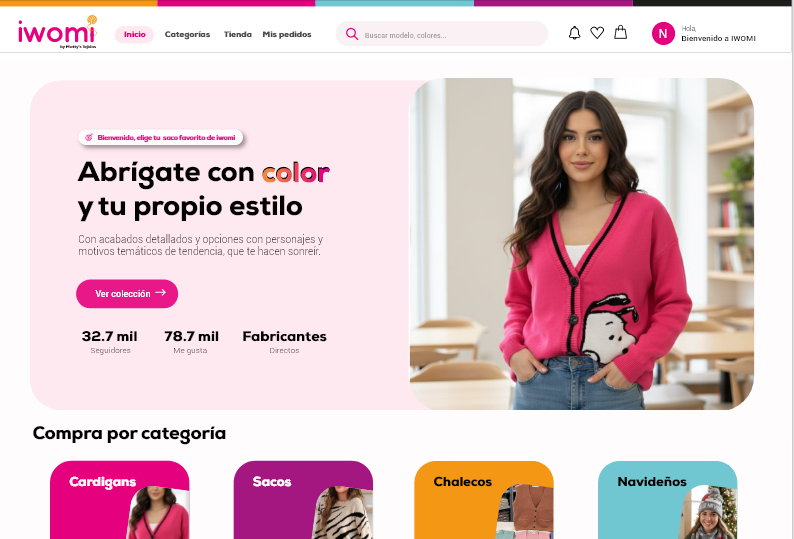 iwomi
by Marty's Tejidos
Inicio
Categorías
Tienda
Mis pedidos
Buscar modelo, colores...
N
Hola,
Bienvenido a IWOMI
Bienvenido, elige tu saco favorito de iwomi
Abrígate con color
y tu propio estilo
Con acabados detallados y opciones con personajes y
motivos temáticos de tendencia, que te hacen sonreír.
Ver colección →
32.7 mil
Seguidores
78.7 mil
Me gusta
Fabricantes
Directos
Compra por categoría
Cardigans
Sacos
Chalecos
Navideños